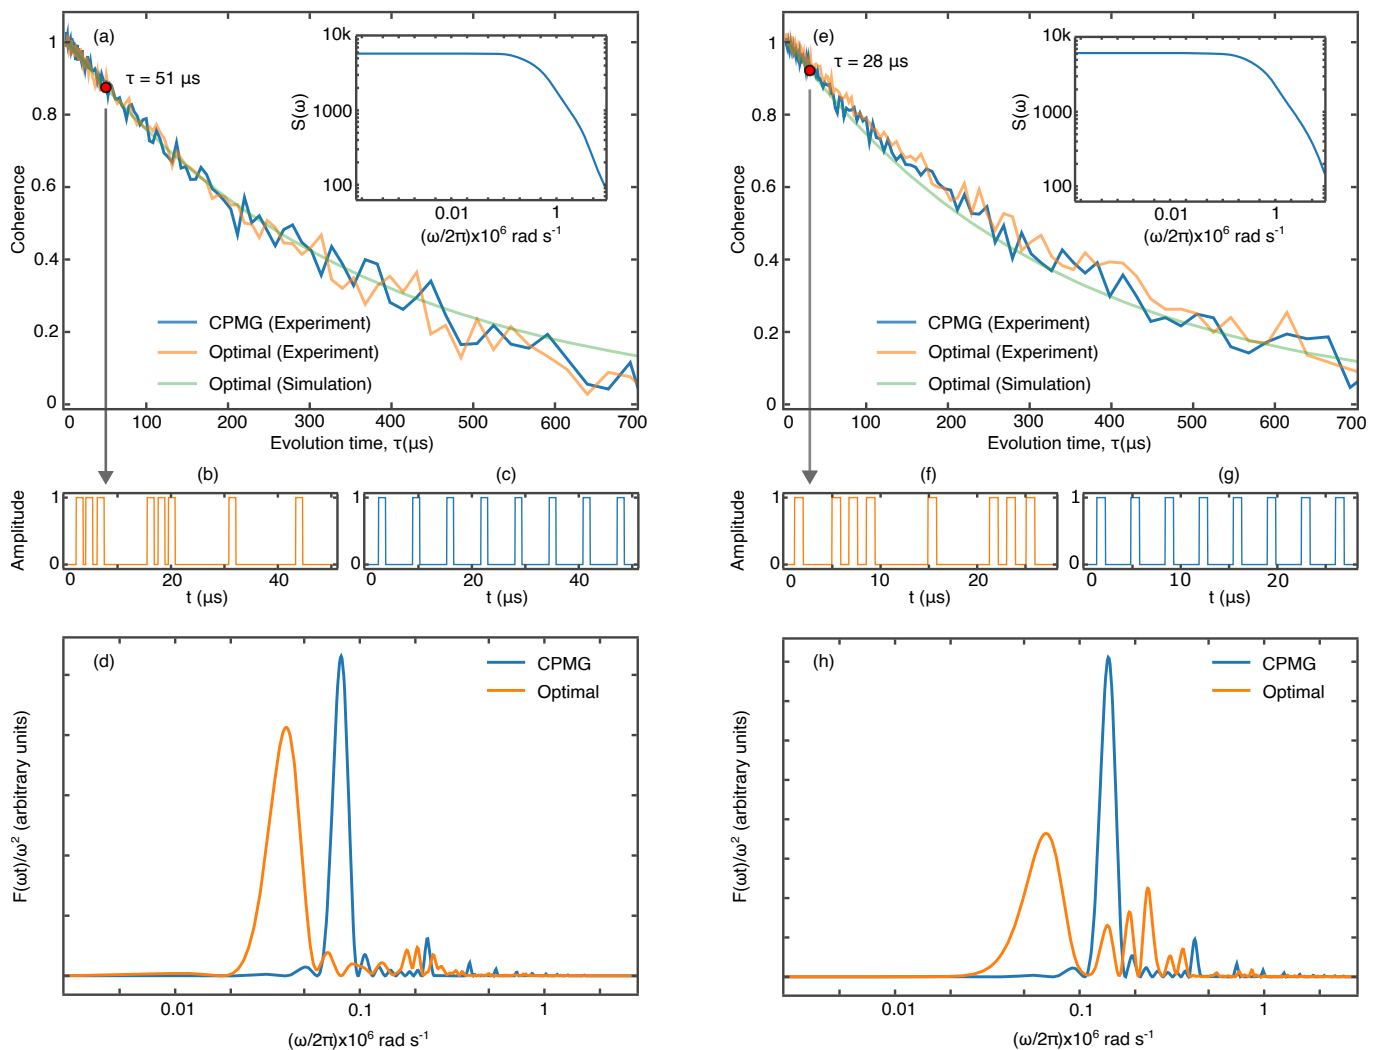 (a)
τ = 51 μs
10k
1000
100
S(ω)
0.01
1
(ω/2π)x10⁶ rad s⁻¹
1
0.8
0.6
0.4
0.2
0
Coherence
CPMG (Experiment)
Optimal (Experiment)
Optimal (Simulation)
0 100 200 300 400 500 600 700
Evolution time, τ(μs)
(e)
τ = 28 μs
10k
1000
100
S(ω)
0.01
1
(ω/2π)x10⁶ rad s⁻¹
1
0.8
0.6
0.4
0.2
0
Coherence
CPMG (Experiment)
Optimal (Experiment)
Optimal (Simulation)
0 100 200 300 400 500 600 700
Evolution time, τ(μs)
(b)
Amplitude
1
0
0 20 40
t (μs)
(c)
1
0
0 20 40
t (μs)
(f)
Amplitude
1
0
0 10 20
t (μs)
(g)
1
0
0 10 20
t (μs)
(d)
CPMG
Optimal
F(ωt)/ω² (arbitrary units)
0.01 0.1 1
(ω/2π)x10⁶ rad s⁻¹
(h)
CPMG
Optimal
F(ωt)/ω² (arbitrary units)
0.01 0.1 1
(ω/2π)x10⁶ rad s⁻¹